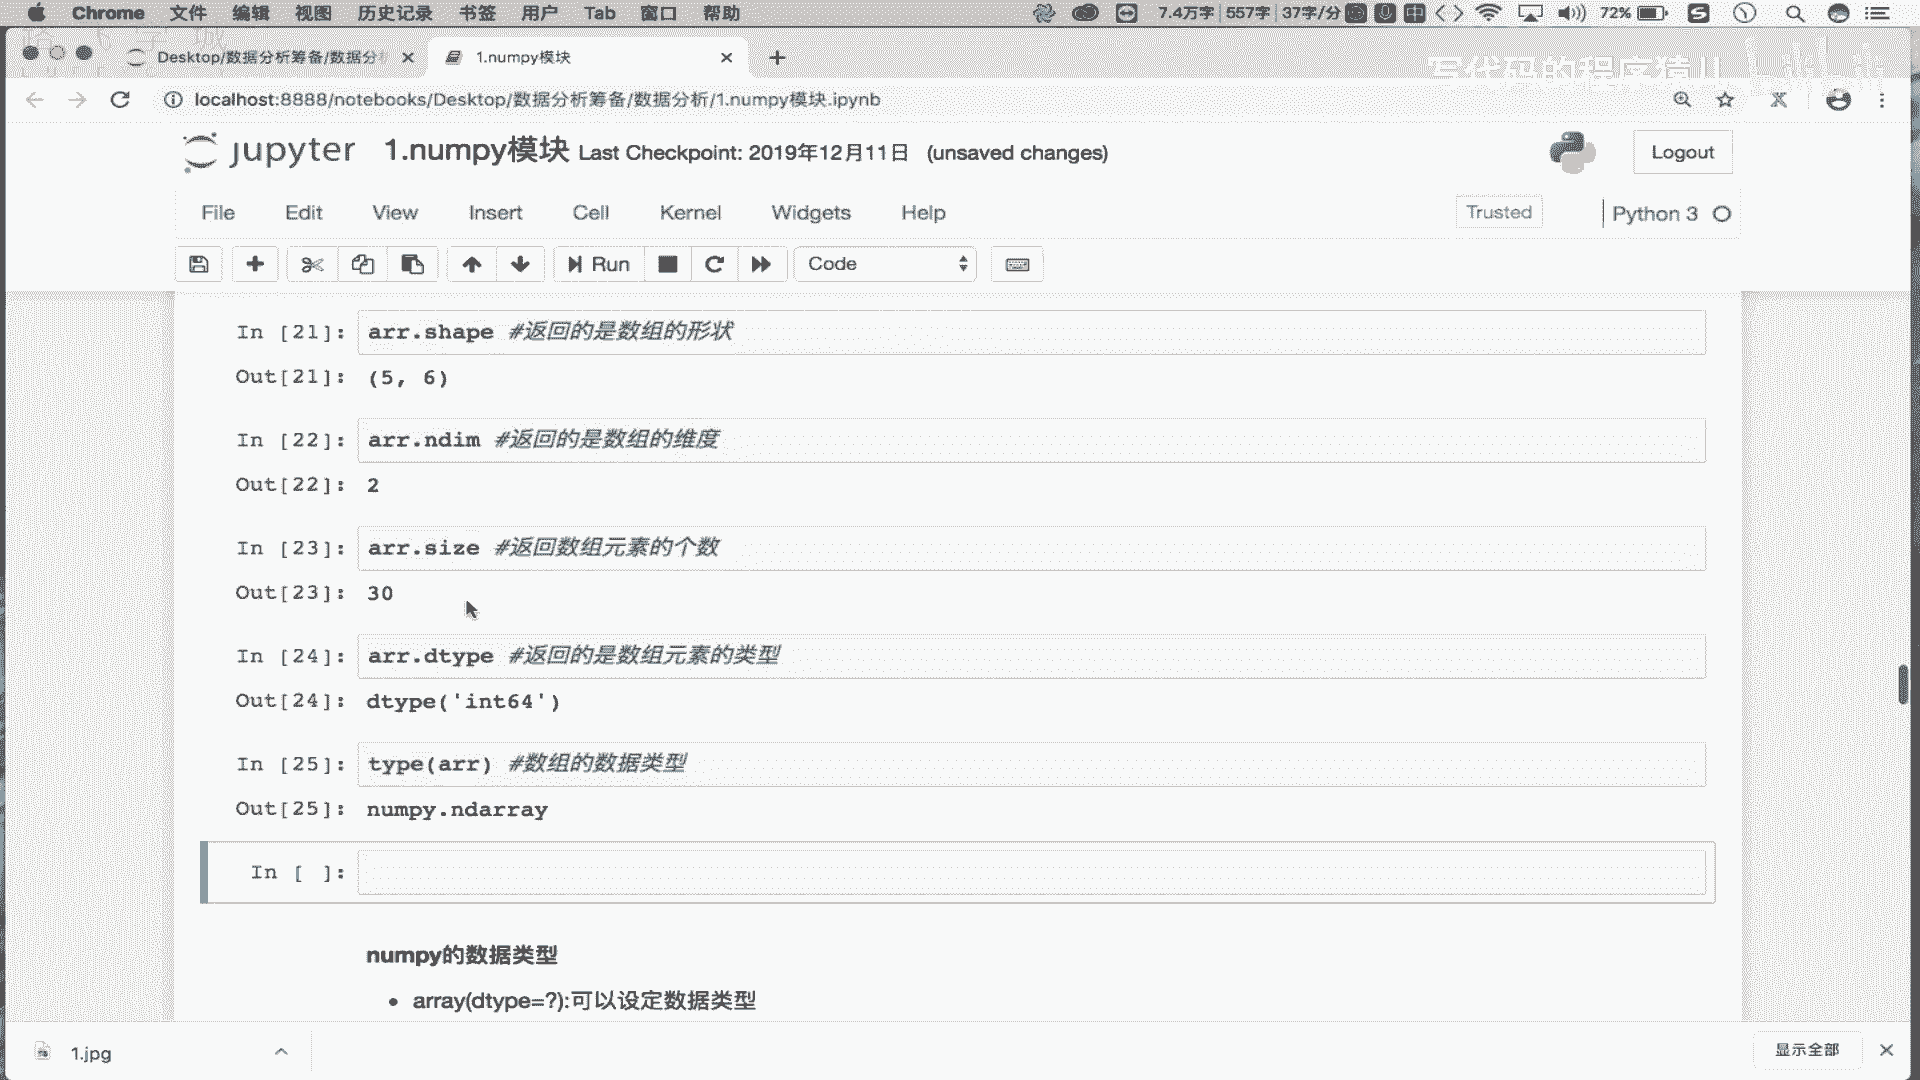 Chrome 文件 编辑 视图 历史记录 书签 用户 Tab 窗口 帮助 7.4万字 557字 37字/分 中 72% S
Desktop/数据分析筹备/数据分 1.numpy模块
写代码的程序猿儿 bilibili
localhost:8888/notebooks/Desktop/数据分析筹备/数据分析/1.numpy模块.ipynb
jupyter 1.numpy模块 Last Checkpoint: 2019年12月11日 (unsaved changes) Logout
File Edit View Insert Cell Kernel Widgets Help Trusted Python 3
Run Code
In [21]: arr.shape #返回的是数组的形状
Out[21]: (5, 6)
In [22]: arr.ndim #返回的是数组的维度
Out[22]: 2
In [23]: arr.size #返回数组元素的个数
Out[23]: 30
In [24]: arr.dtype #返回的是数组元素的类型
Out[24]: dtype('int64')
In [25]: type(arr) #数组的数据类型
Out[25]: numpy.ndarray
In [ ]:
numpy的数据类型
• array(dtype=?):可以设定数据类型
1.jpg 显示全部